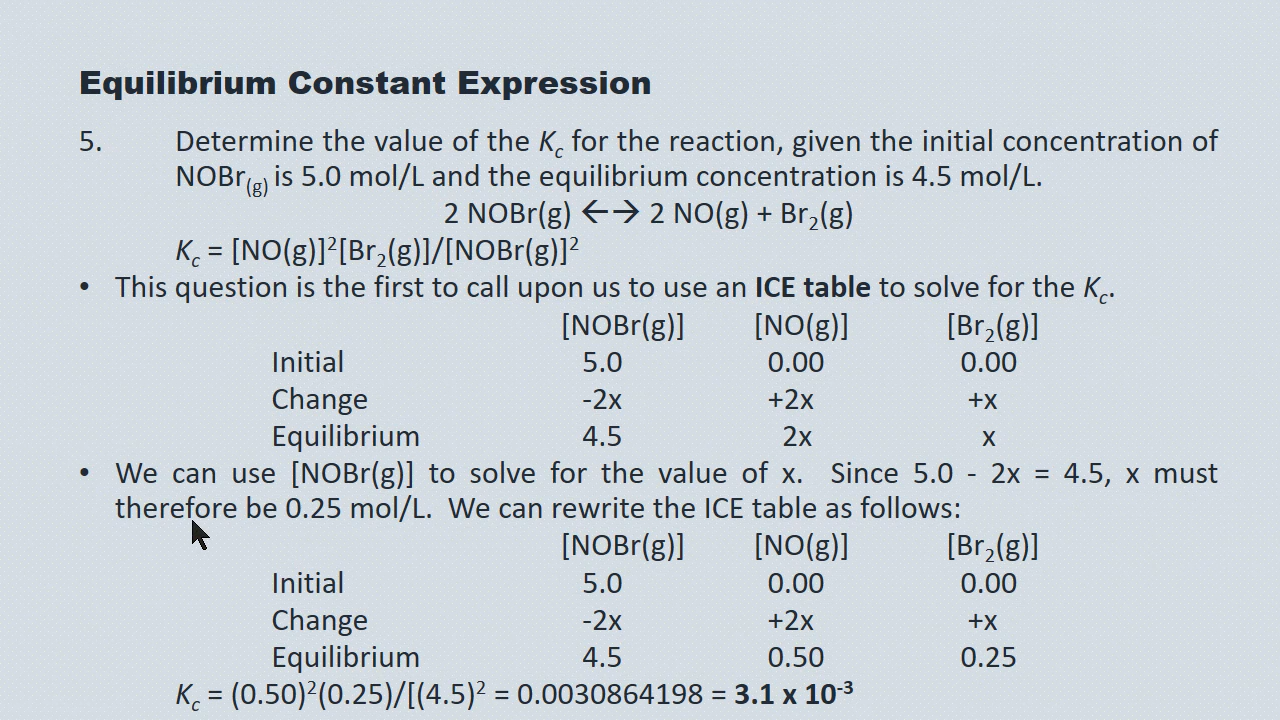 Equilibrium Constant Expression
5. Determine the value of the Kc for the reaction, given the initial concentration of
NOBr(g) is 5.0 mol/L and the equilibrium concentration is 4.5 mol/L.
2 NOBr(g) ←→ 2 NO(g) + Br₂(g)
Kc = [NO(g)]²[Br₂(g)]/[NOBr(g)]²
• This question is the first to call upon us to use an ICE table to solve for the Kc.
[NOBr(g)] [NO(g)] [Br₂(g)]
Initial 5.0 0.00 0.00
Change -2x +2x +x
Equilibrium 4.5 2x x
• We can use [NOBr(g)] to solve for the value of x. Since 5.0 - 2x = 4.5, x must
therefore be 0.25 mol/L. We can rewrite the ICE table as follows:
[NOBr(g)] [NO(g)] [Br₂(g)]
Initial 5.0 0.00 0.00
Change -2x +2x +x
Equilibrium 4.5 0.50 0.25
Kc = (0.50)²(0.25)/[(4.5)² = 0.0030864198 = 3.1 x 10⁻³